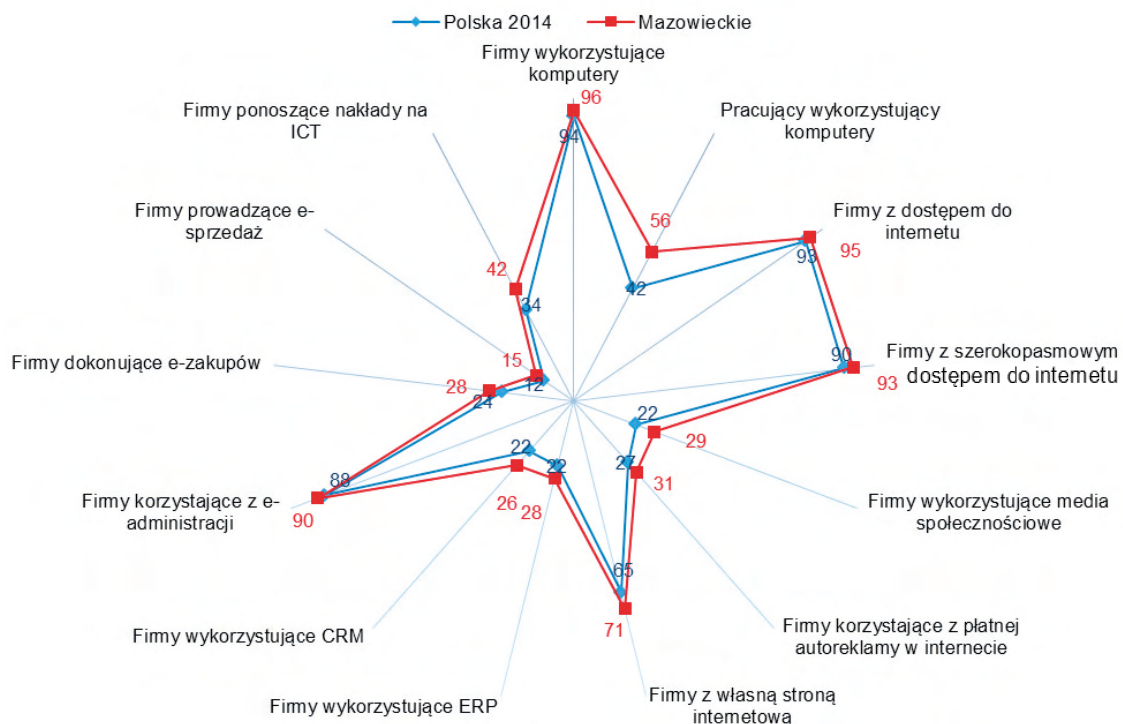 Polska 2014
Mazowieckie
Firmy wykorzystujące
komputery
96
94
Pracujący wykorzystujący
komputery
56
42
Firmy z dostępem do
internetu
93
95
Firmy z szerokopasmowym
dostępem do internetu
90
93
Firmy wykorzystujące media
społecznościowe
22
29
Firmy korzystające z płatnej
autoreklamy w internecie
27
31
Firmy z własną stroną
internetowa
65
71
Firmy wykorzystujące ERP
22
28
Firmy wykorzystujące CRM
22
26
Firmy korzystające z e-
administracji
88
90
Firmy dokonujące e-zakupów
28
24
Firmy prowadzące e-
sprzedaż
15
12
Firmy ponoszące nakłady na
ICT
42
34